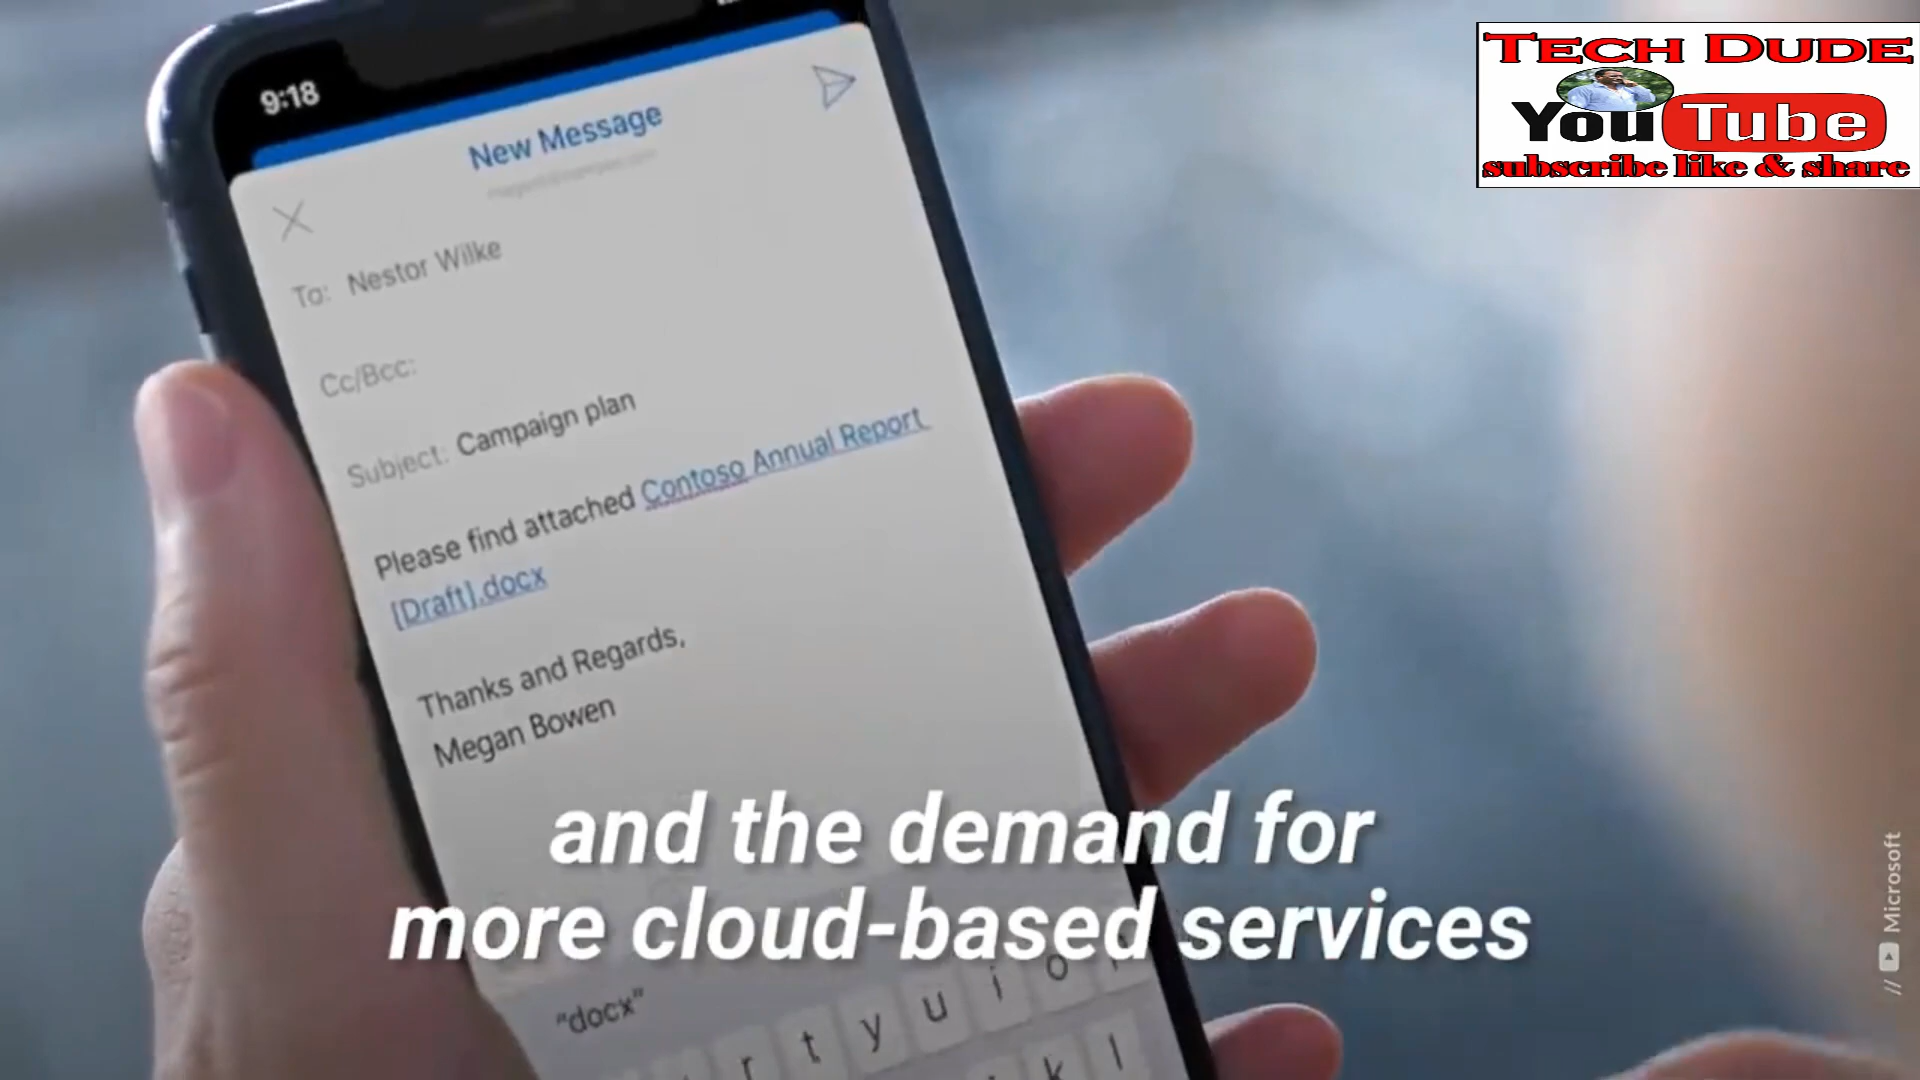 9:18
New Message
To: Nestor Wilke
Cc/Bcc:
Subject: Campaign plan
Please find attached Contoso Annual Report
[Draft].docx
Thanks and Regards,
Megan Bowen
"docx"
r t y u i o
k l
TECH DUDE
YouTube
subscribe like & share
and the demand for
more cloud-based services
// Microsoft